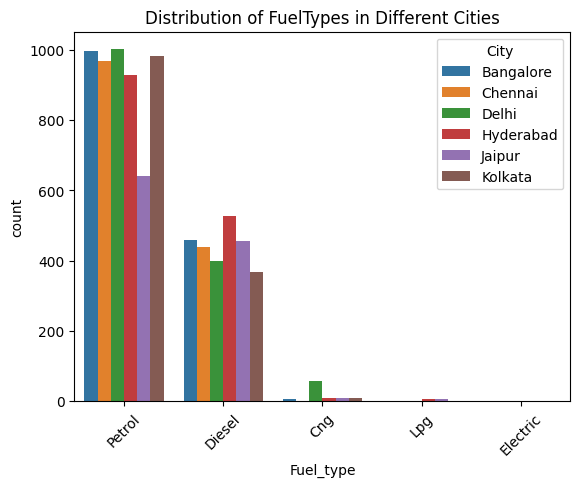 Distribution of FuelTypes in Different Cities
City
Bangalore
Chennai
Delhi
Hyderabad
Jaipur
Kolkata
1000
800
600
400
200
0
count
Petrol
Diesel
Cng
Lpg
Electric
Fuel_type